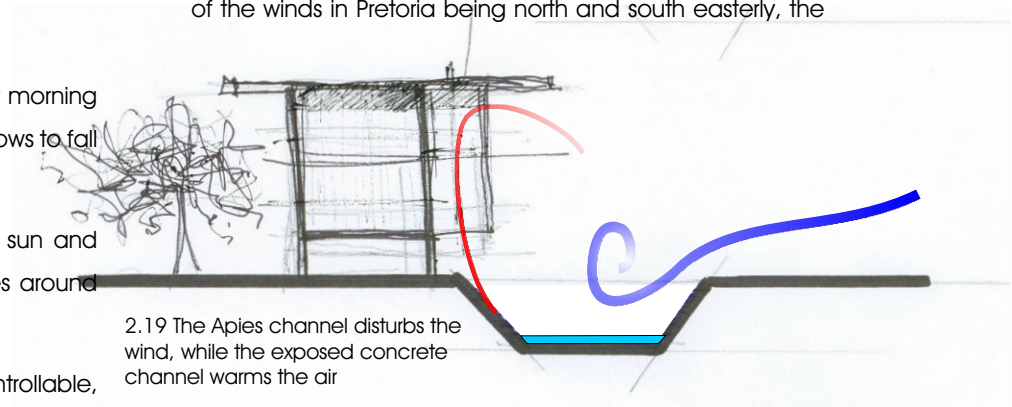 of the winds in Pretoria being north and south easterly, the
morning
ows to fall
sun and
s around
2.19 The Apies channel disturbs the
wind, while the exposed concrete
channel warms the air
ntrollable,